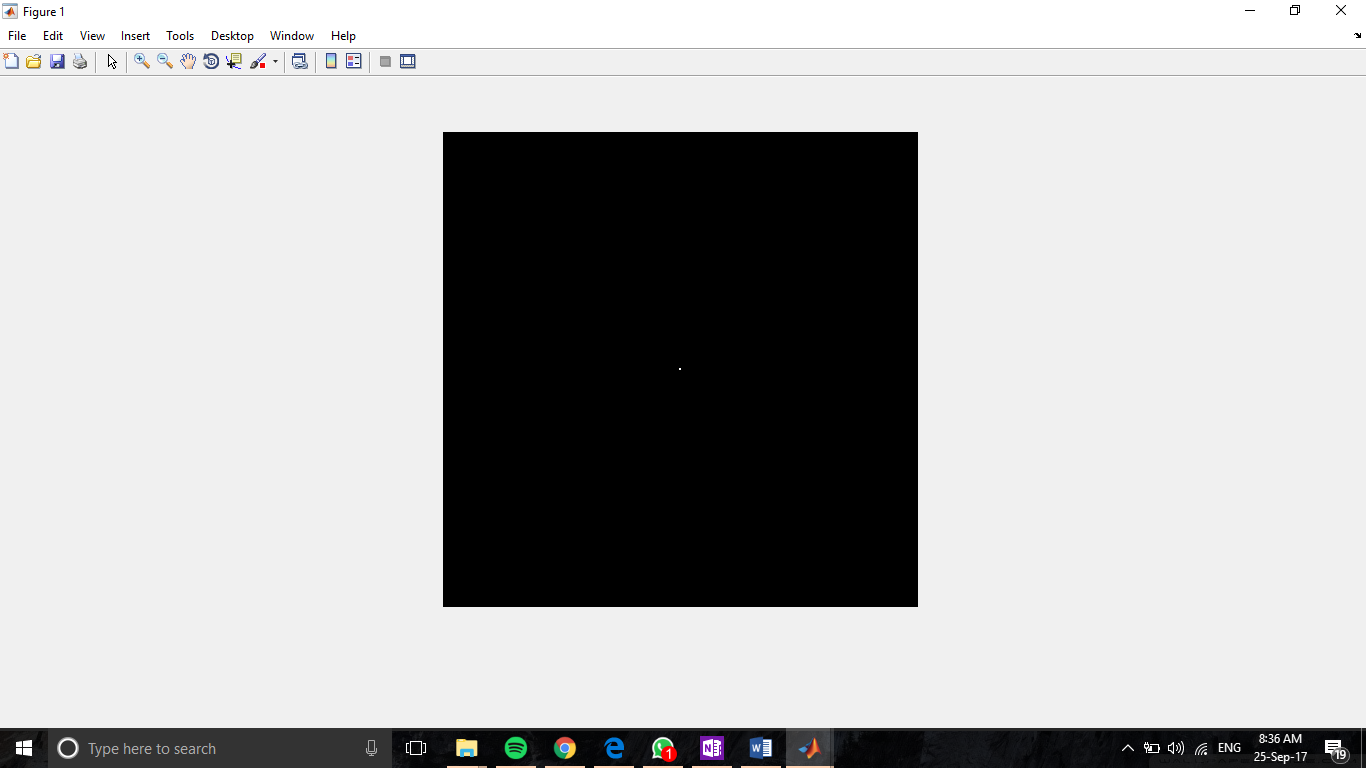 Figure 1
File Edit View Insert Tools Desktop Window Help
Type here to search
1
N
W
ENG
8:36 AM
25-Sep-17
19